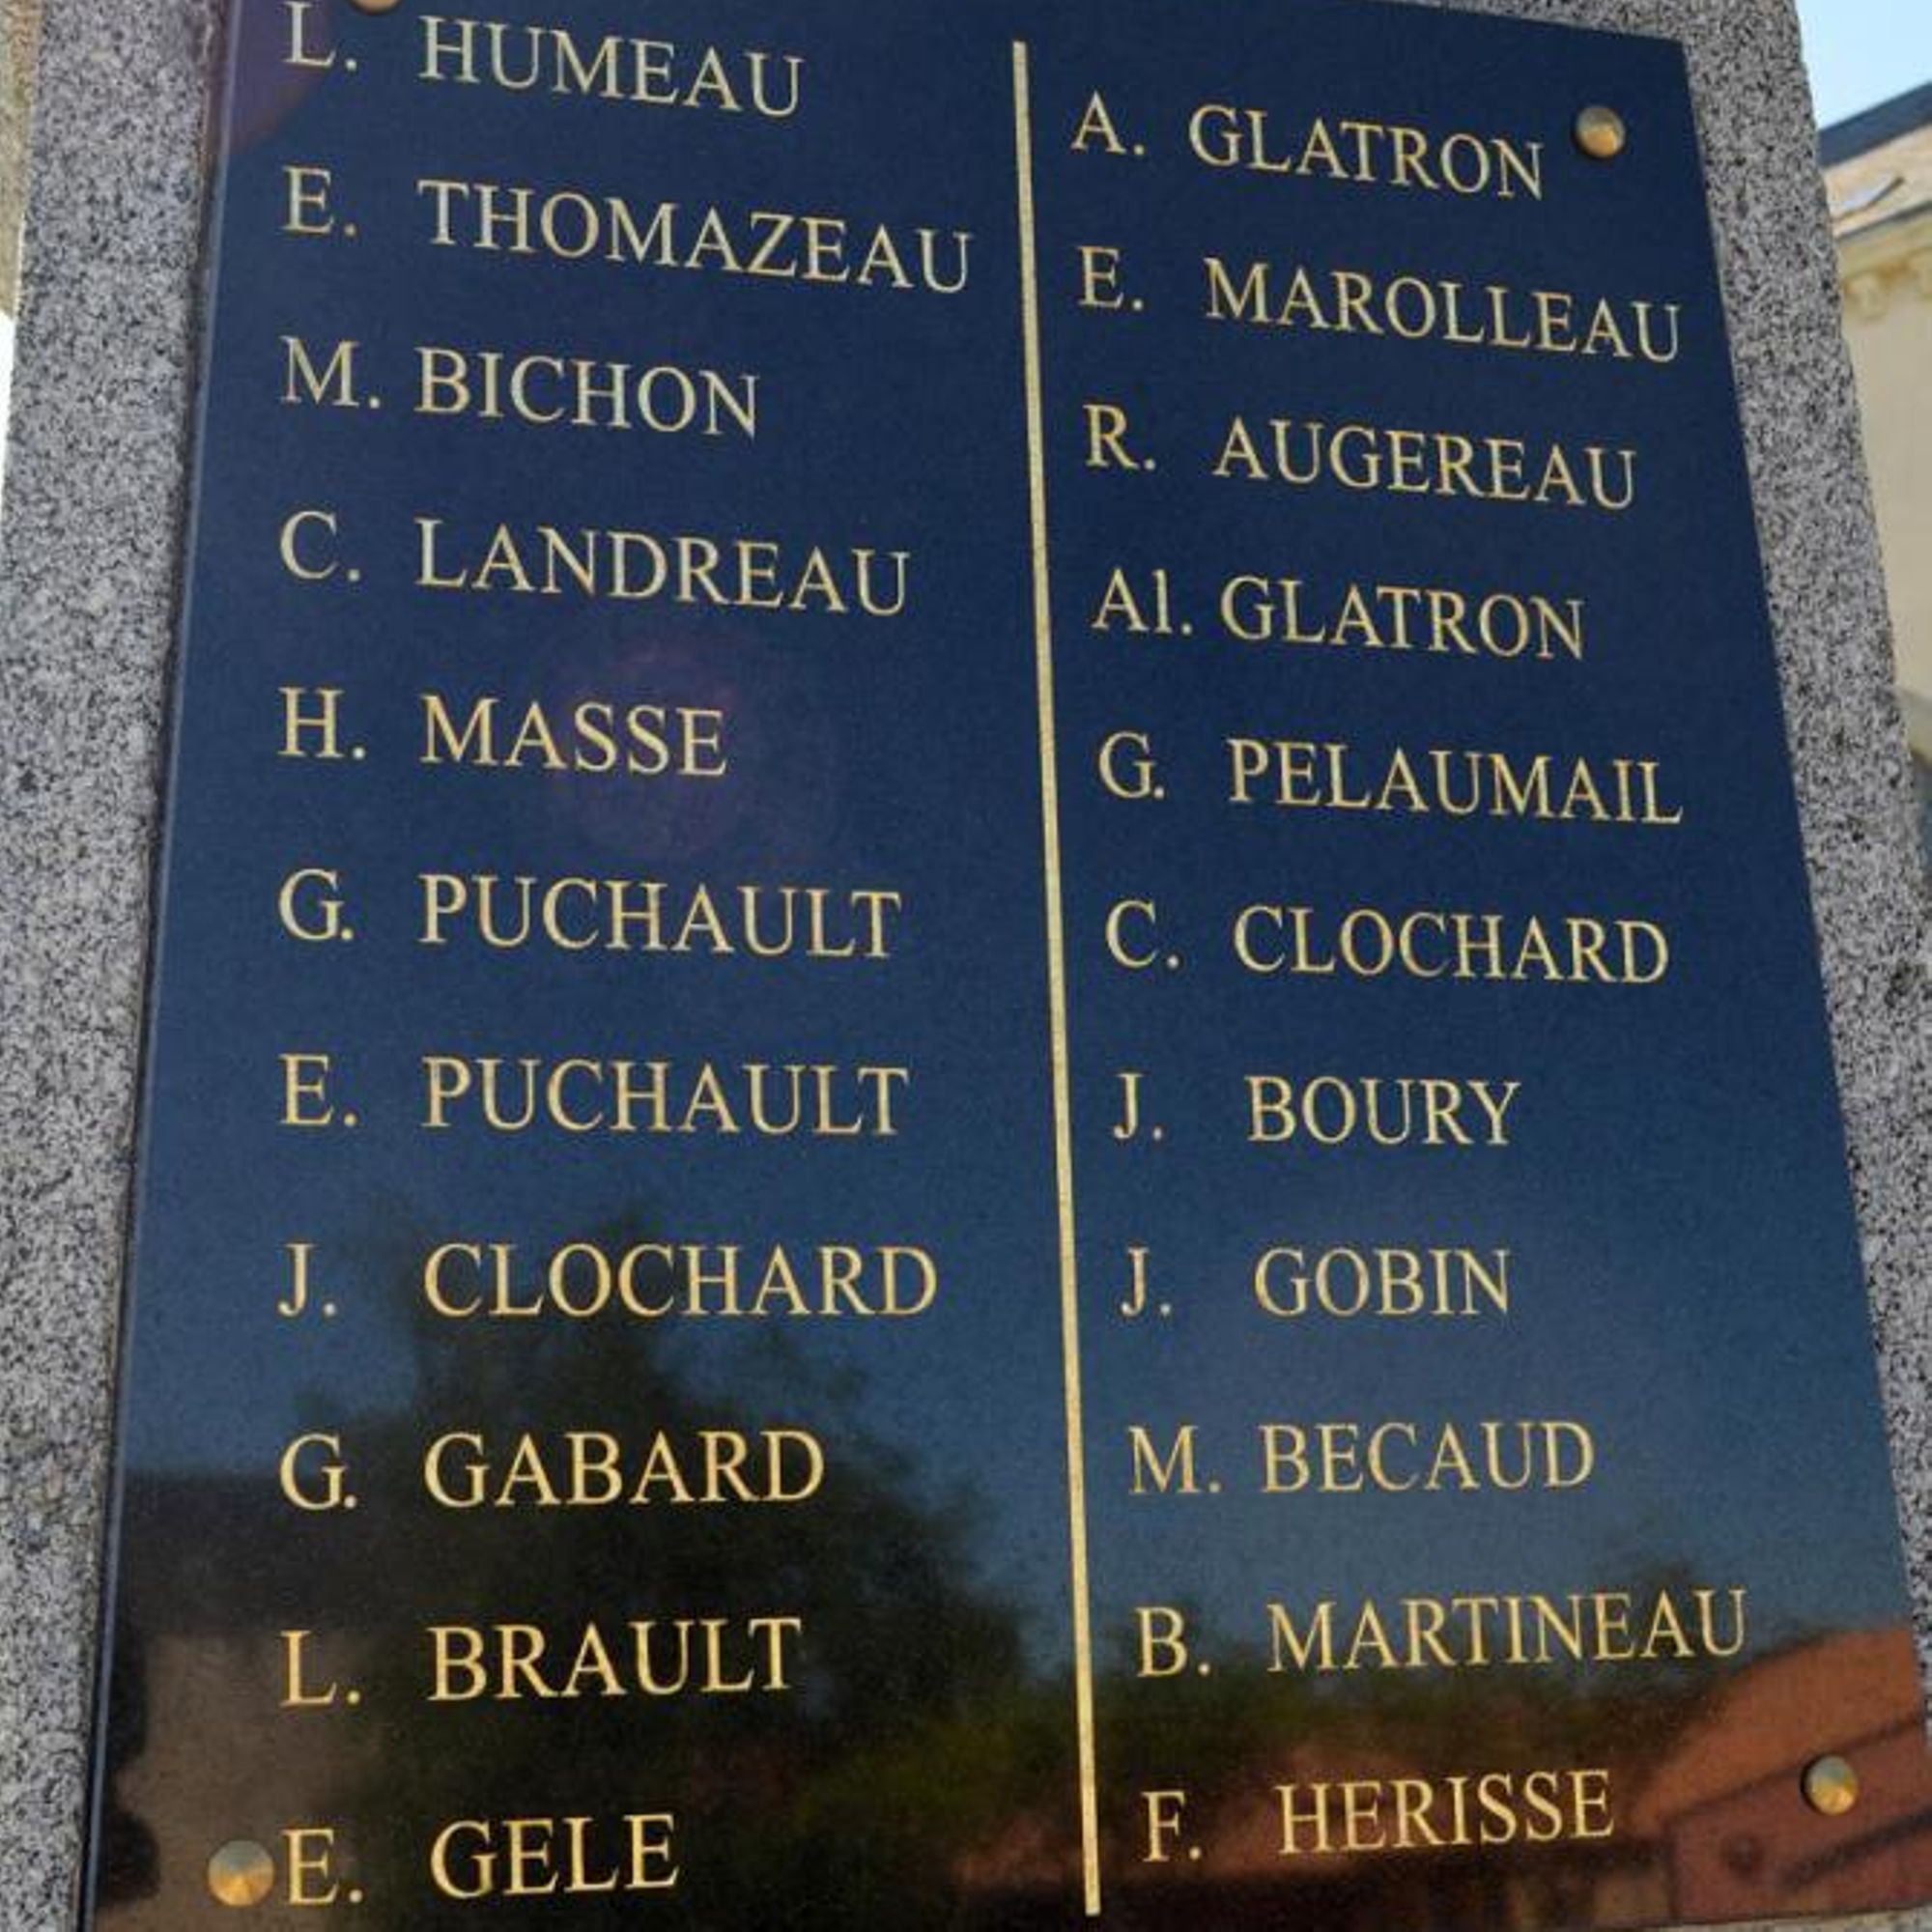 L. HUMEAU
E. THOMAZEAU
M. BICHON
C. LANDREAU
H. MASSE
G. PUCHAULT
E. PUCHAULT
J. CLOCHARD
G. GABARD
L. BRAULT
E. GELE
A. GLATRON
E. MAROLLEAU
R. AUGEREAU
Al. GLATRON
G. PELAUMAIL
C. CLOCHARD
J. BOURY
J. GOBIN
M. BECAUD
B. MARTINEAU
F. HERISSE